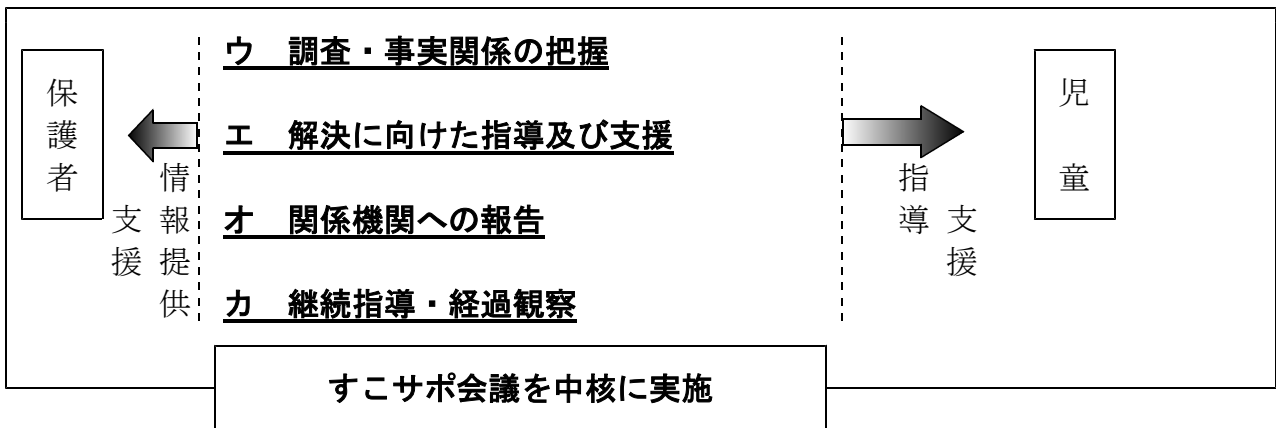 保護者
支援
情報提供
ウ　調査・事実関係の把握
エ　解決に向けた指導及び支援
オ　関係機関への報告
カ　継続指導・経過観察
指導
支援
児童
すこサポ会議を中核に実施